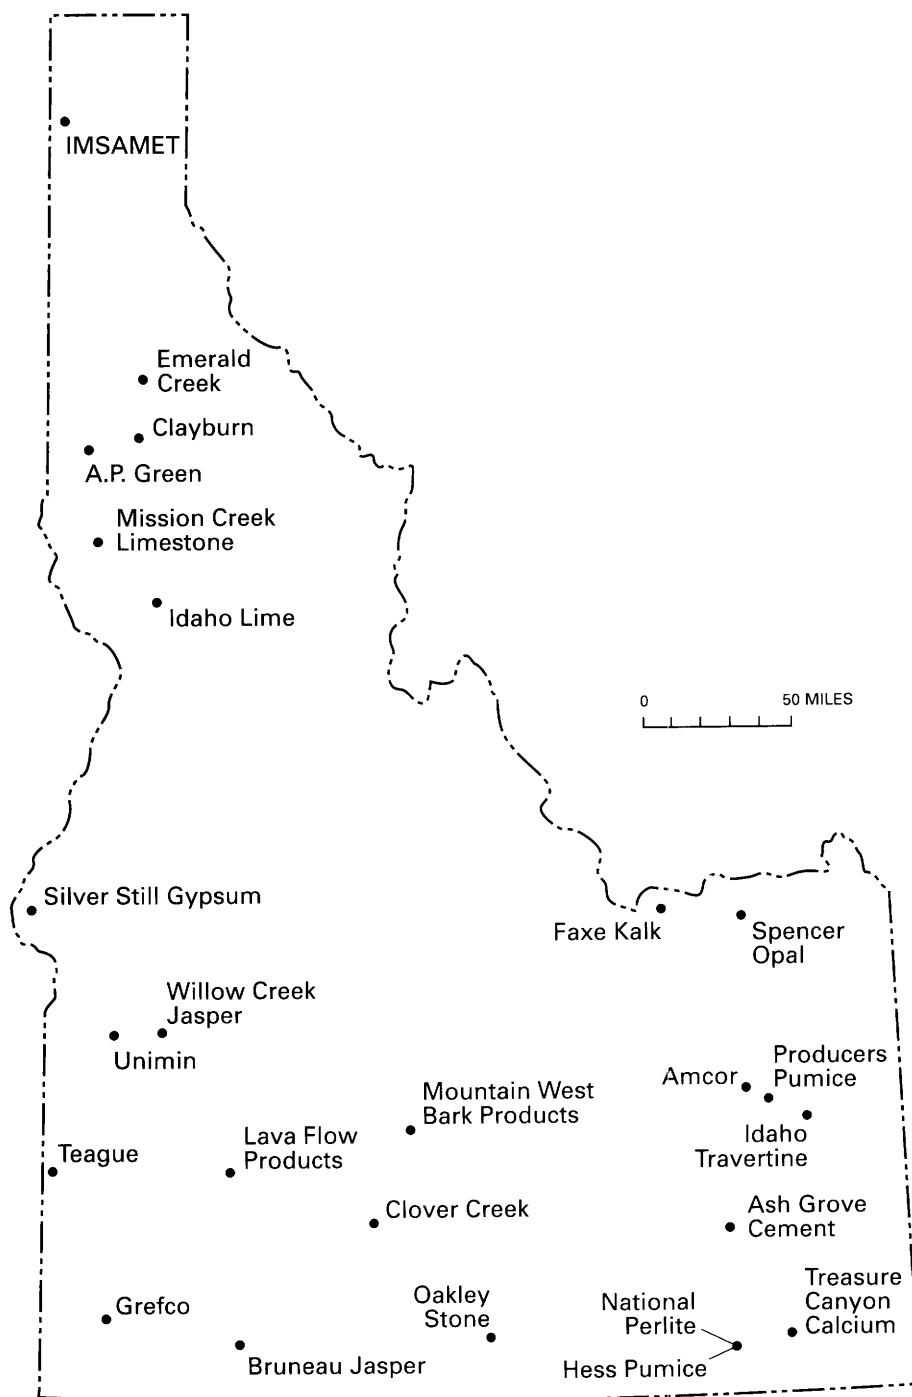 IMSAMET
Emerald
Creek
Clayburn
A.P. Green
Mission Creek
Limestone
Idaho Lime
0
50 MILES
Silver Still Gypsum
Faxe Kalk
Spencer
Opal
Willow Creek
Jasper
Unimin
Amcor
Producers
Pumice
Mountain West
Bark Products
Idaho
Travertine
Lava Flow
Products
Teague
Clover Creek
Ash Grove
Cement
Treasure
Canyon
Calcium
Oakley
Stone
National
Perlite
Grefco
Hess Pumice
Bruneau Jasper